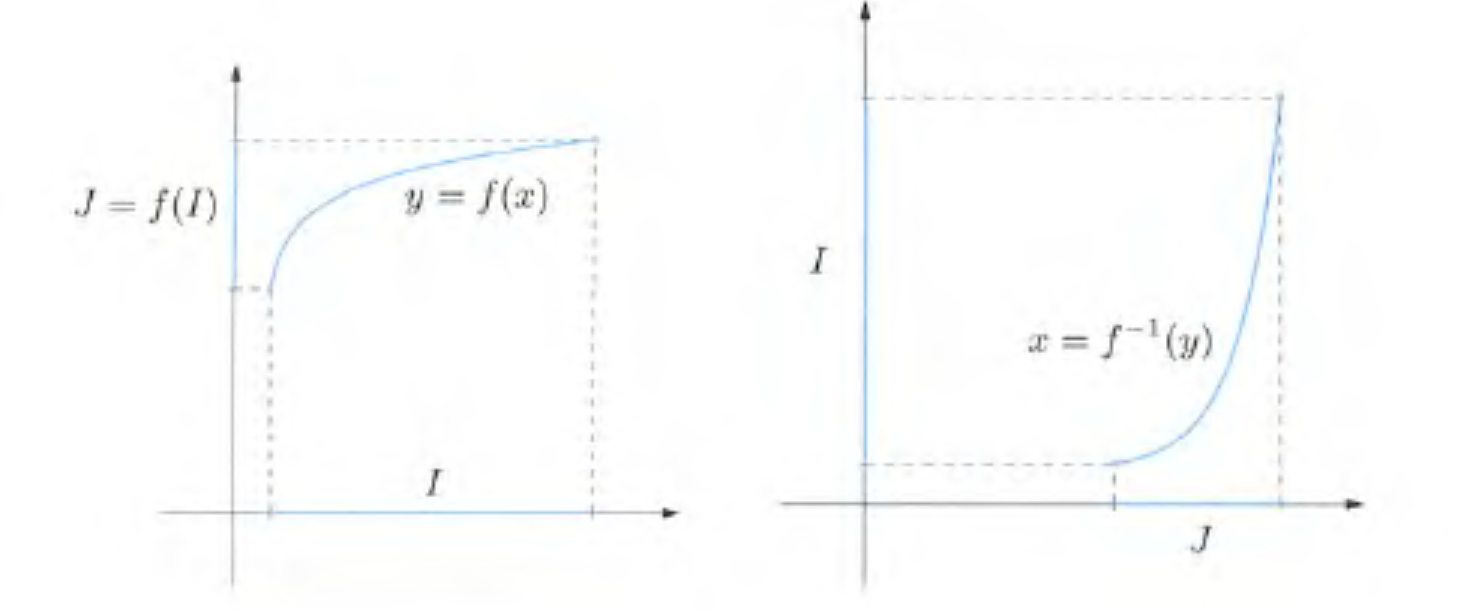 J = f(I)
y = f(x)
I
I
x = f⁻¹(y)
J